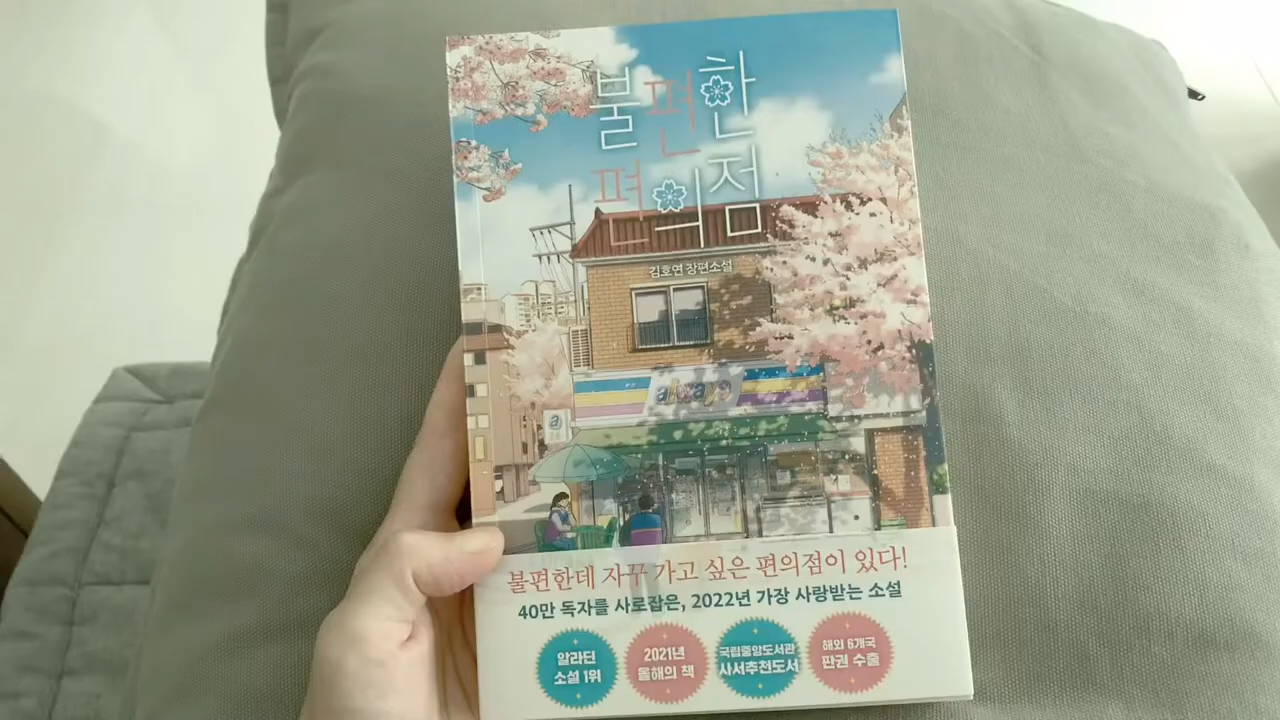 불편한
편의점
김호연 장편소설
always
a
불편한데 자꾸 가고 싶은 편의점이 있다!
40만 독자를 사로잡은, 2022년 가장 사랑받는 소설
알라딘
소설 1위
2021년
올해의 책
국립중앙도서관
사서추천도서
해외 6개국
판권 수출